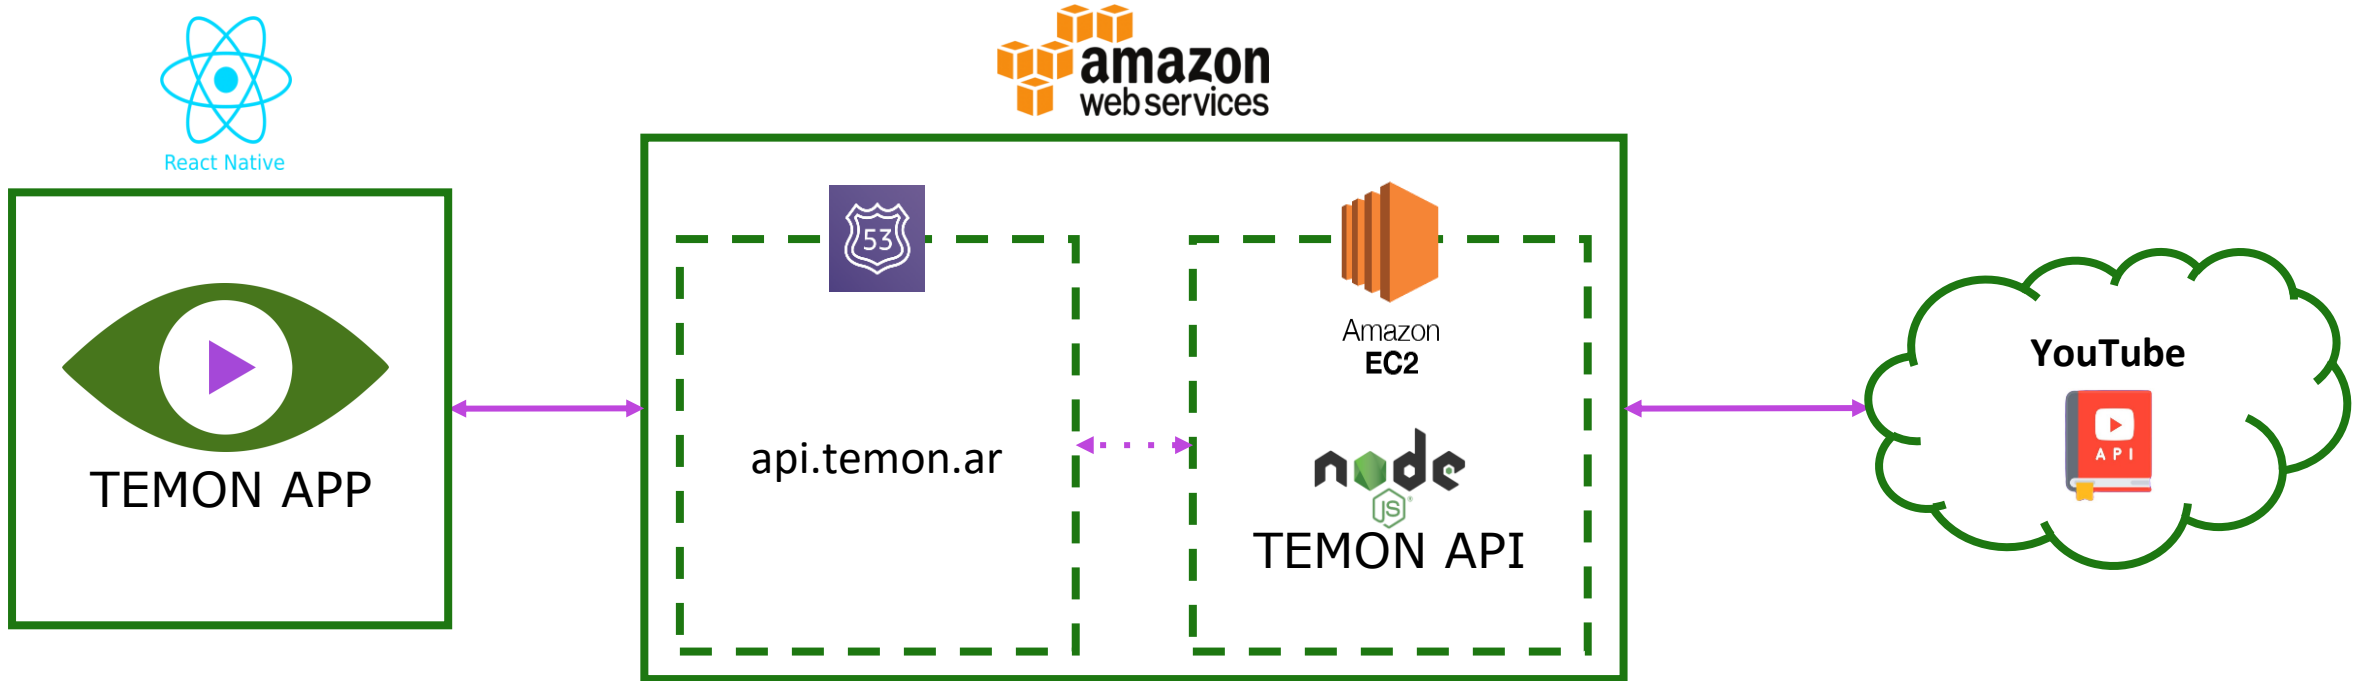 React Native
TEMON APP
amazon
web services
53
api.temon.ar
Amazon
EC2
node
JS
TEMON API
YouTube
API